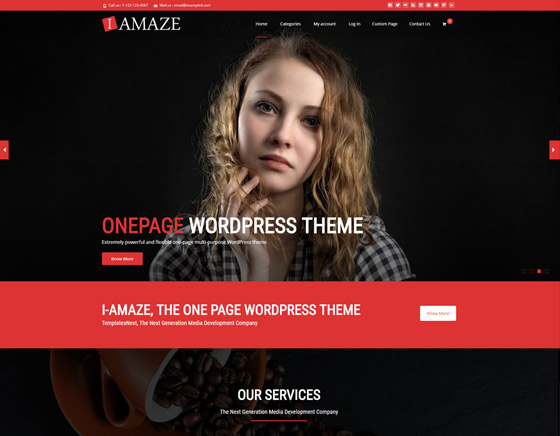 Call us : 1-123-123-4567 Mail us : email@example0.com
I AMAZE
Home Categories My account Log In Custom Page Contact Us 0
ONEPAGE WORDPRESS THEME
Extremely powerful and flexible one-page multi-purpose WordPress theme
Know More
I-AMAZE, THE ONE PAGE WORDPRESS THEME
TemplatesNext, The Next Generation Media Development Company
Know More
OUR SERVICES
The Next Generation Media Development Company